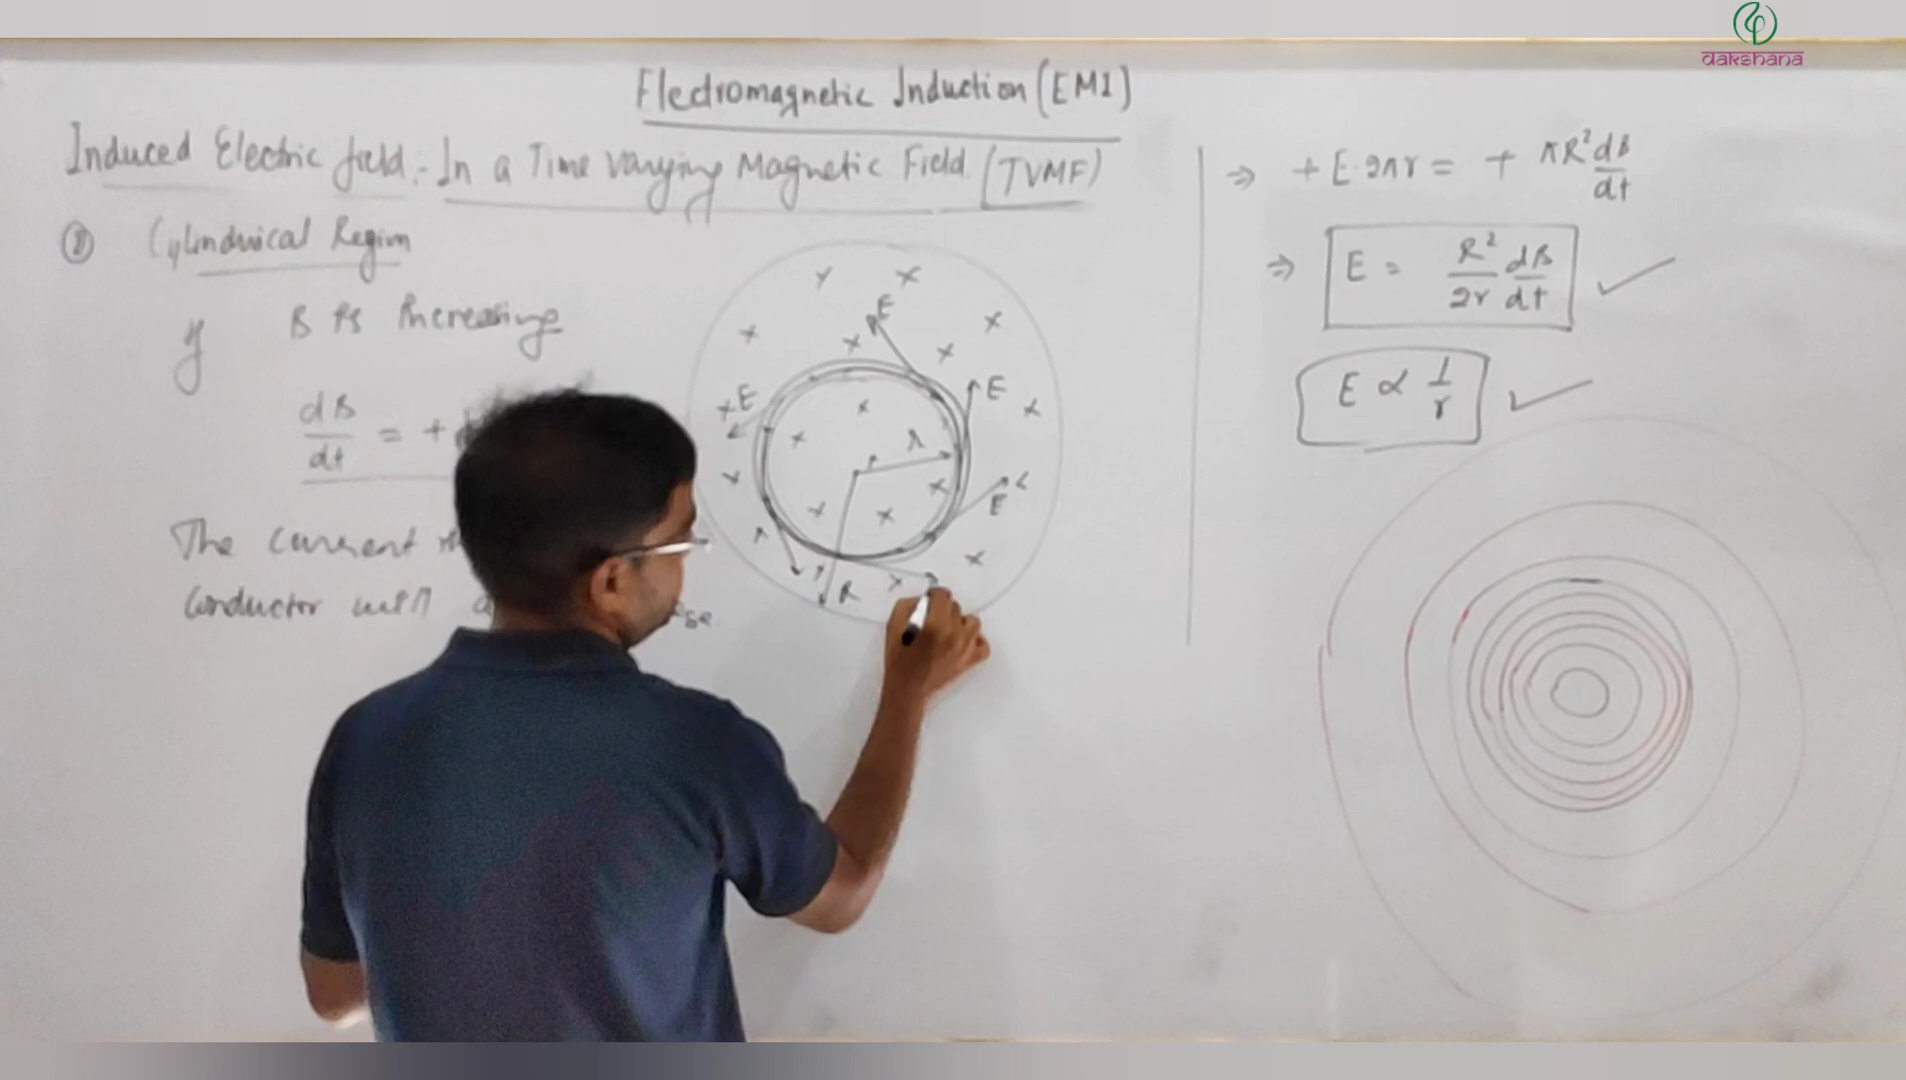 dakshana
Electromagnetic Induction (EMI)
Induced Electric field :- In a Time Varying Magnetic Field (TVMF)
① Cylindrical Region
If B is increasing
dB/dt = +
The current
conductor will
R
r
E
E
E
E
⇒ + E·2πr = + πR² dB/dt
⇒ E = R²/2r dB/dt
E ∝ 1/r